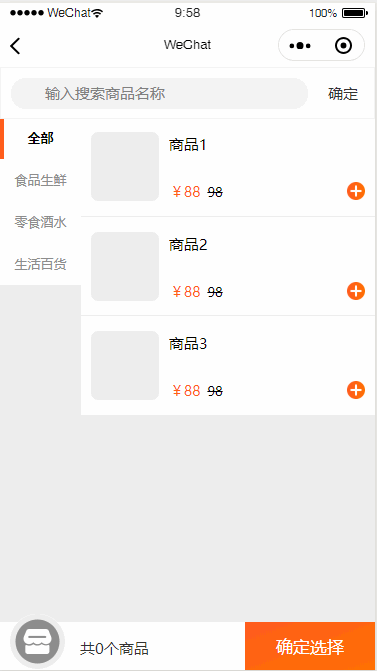 WeChat 9:58 100%
WeChat
输入搜索商品名称 确定
全部
食品生鲜
零食酒水
生活百货
商品1
￥88 98
商品2
￥88 98
商品3
￥88 98
共0个商品 确定选择